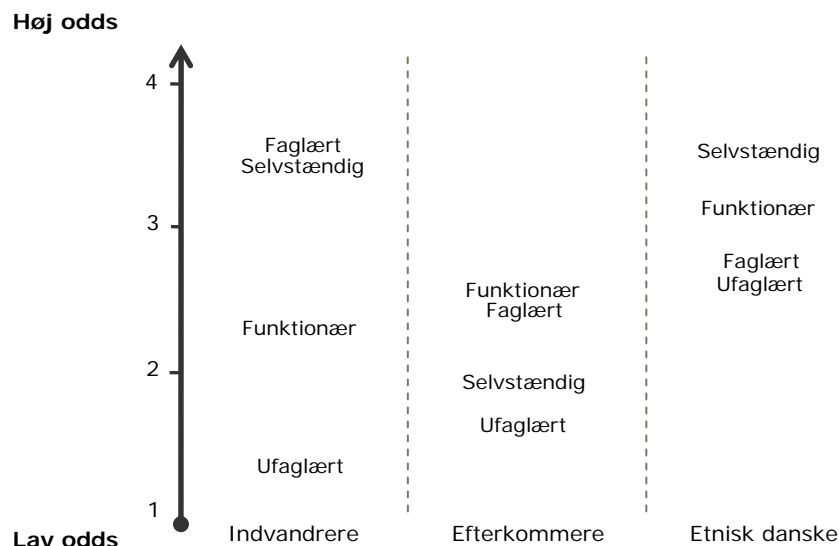 Høj odds
4
Faglært
Selvstændig
Selvstændig
3
Funktionær
Faglært
Ufaglært
Funktionær
Faglært
Funktionær
2
Selvstændig
Ufaglært
Ufaglært
1
Lav odds
Indvandrere
Efterkommere
Etnisk danske